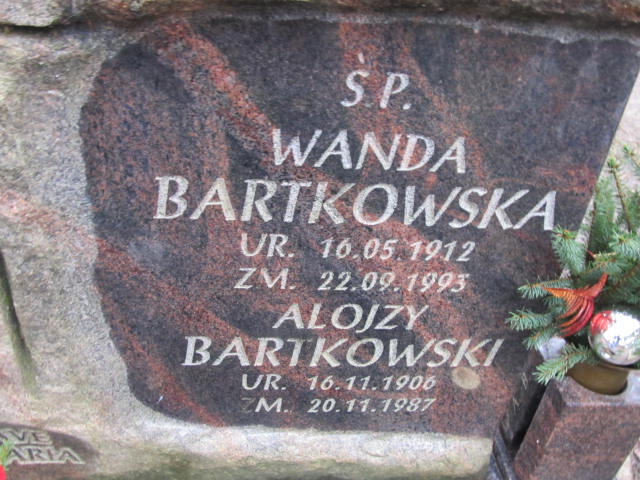 Ś.P.
WANDA
BARTKOWSKA
UR. 16.05.1912
ZM. 22.09.1993
ALOJZY
BARTKOWSKI
UR. 16.11.1906
ZM. 20.11.1987
AVE
MARIA